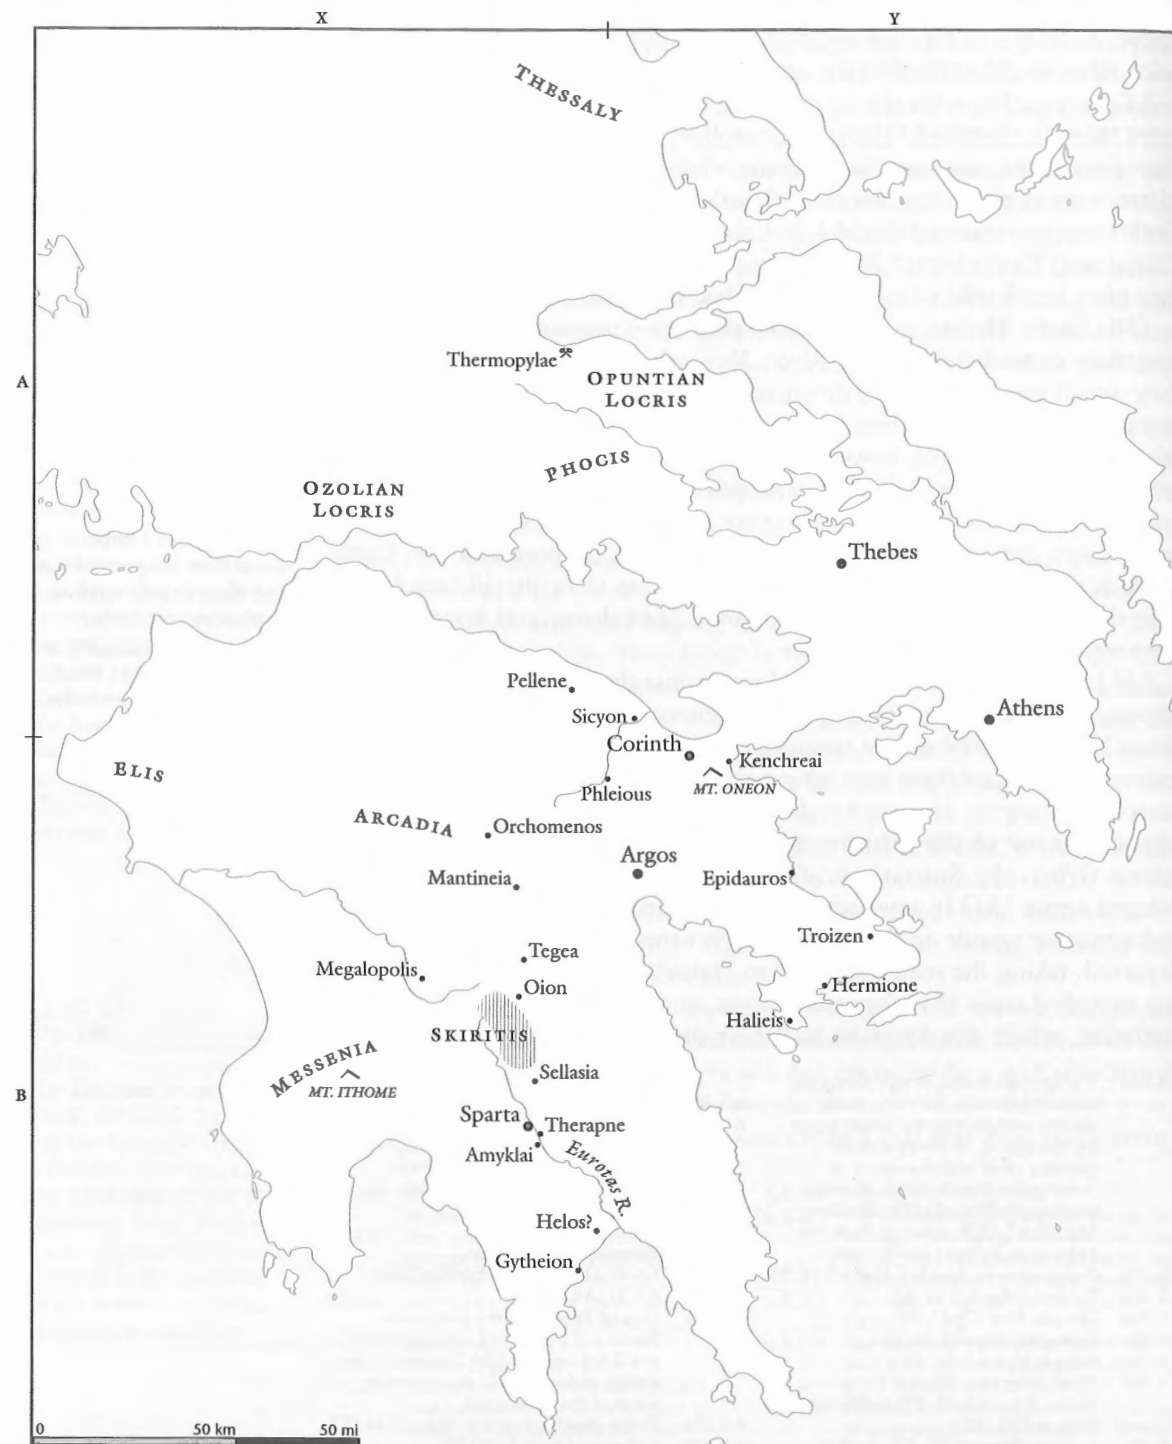 X
Y
THESSALY
Thermopylae
A
OPUNTIAN
LOCRIS
PHOCIS
OZOLIAN
LOCRIS
Thebes
Pellene
Sicyon
Athens
Corinth
Kenchreai
ELIS
MT. ONEON
Phleious
ARCADIA
Orchomenos
Argos
Mantineia
Epidauros
Troizen
Tegea
Megalopolis
Oion
Hermione
Halieis
SKIRITIS
MESSENIA
Sellasia
MT. ITHOME
B
Sparta
Therapne
Amyklai
Eurotas R.
Helos?
Gytheion
0
50 km
50 mi